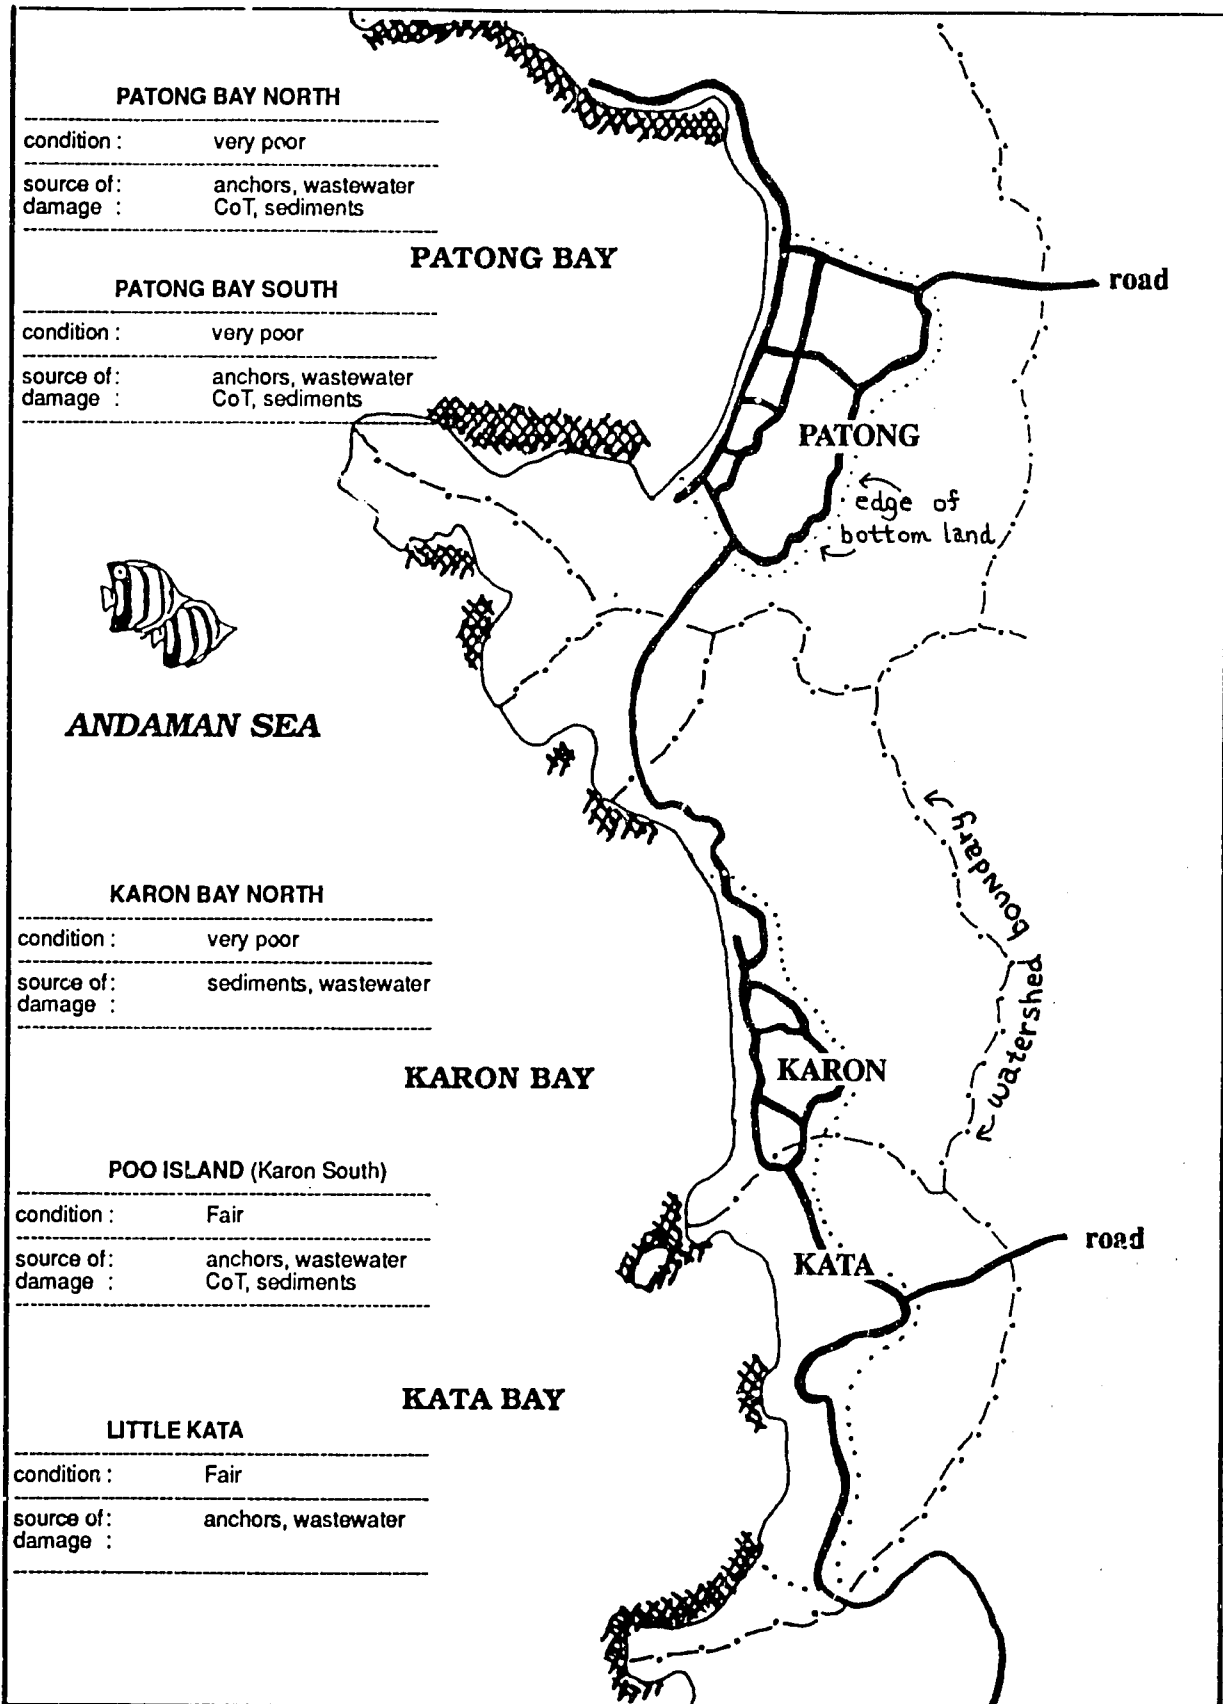 PATONG BAY NORTH
condition : very poor
source of: anchors, wastewater
damage : CoT, sediments
PATONG BAY
road
PATONG BAY SOUTH
condition : very poor
source of: anchors, wastewater
damage : CoT, sediments
PATONG
edge of
bottom land
ANDAMAN SEA
watershed boundary
KARON BAY NORTH
condition : very poor
source of: sediments, wastewater
damage :
KARON BAY
KARON
POO ISLAND (Karon South)
condition : Fair
source of: anchors, wastewater
damage : CoT, sediments
road
KATA
KATA BAY
LITTLE KATA
condition : Fair
source of: anchors, wastewater
damage :